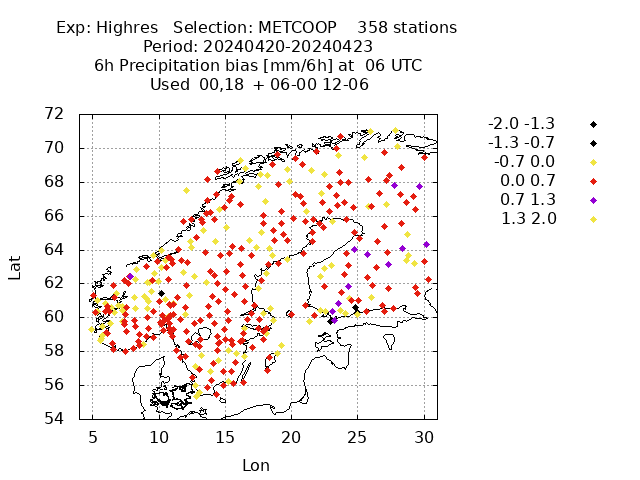 Exp: Highres Selection: METCOOP 358 stations
Period: 20240420-20240423
6h Precipitation bias [mm/6h] at 06 UTC
Used 00,18 + 06-00 12-06
72
70
68
66
64
62
60
58
56
54
Lat
5 10 15 20 25 30
Lon
-2.0 -1.3
-1.3 -0.7
-0.7 0.0
0.0 0.7
0.7 1.3
1.3 2.0